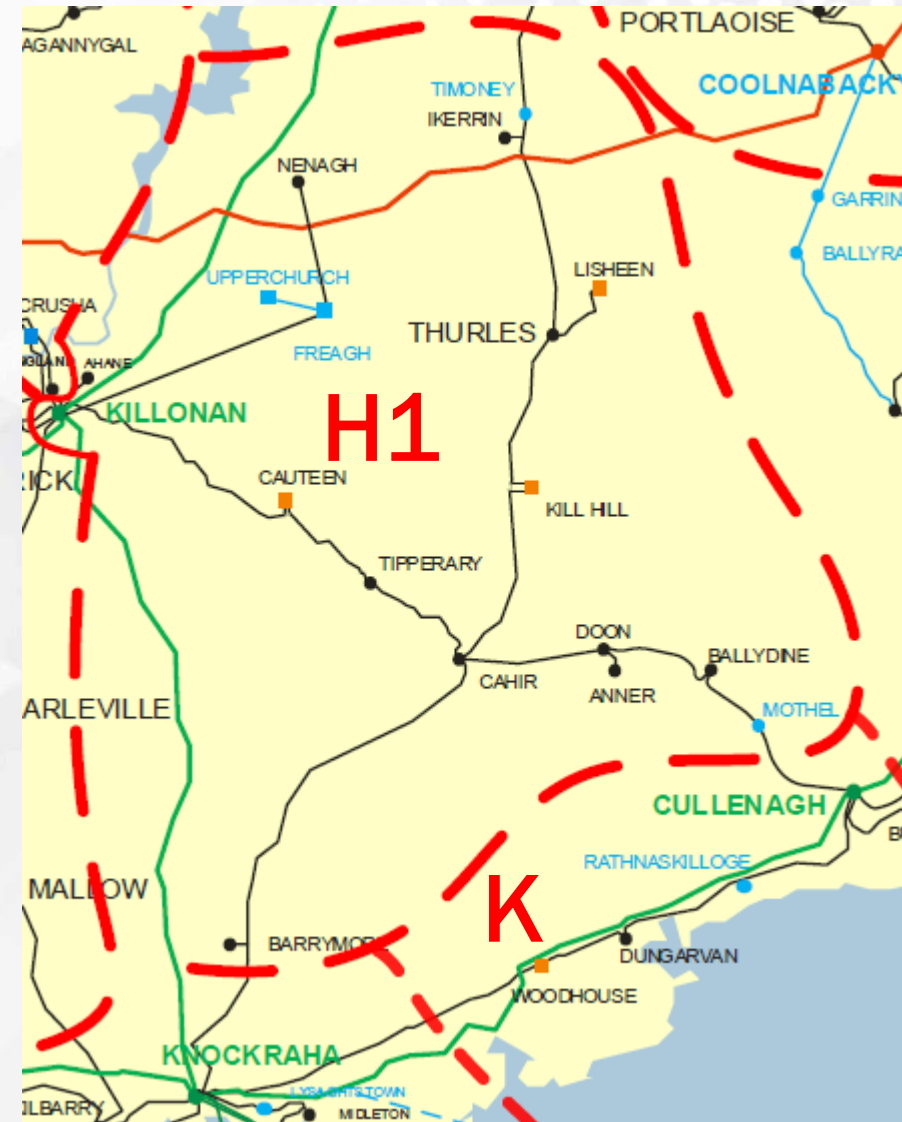 PORTLAOISE
AGANNYGAL
COOLNABACKY
TIMONEY
IKERRIN
NENAGH
GARRIN
BALLYRA
LISHEEN
UPPERCHURCH
CRUSHA
THURLES
FREAGH
AHANE
KILLONAN
H1
RICK
CAUTEEN
KILL HILL
TIPPERARY
DOON
BALLYDINE
CAHIR
ANNER
ARLEVILLE
MOTHEL
CULLENAGH
RATHNASKILLOGE
MALLOW
K
BARRYMORE
DUNGARVAN
WOODHOUSE
KNOCKRAHA
LYSAGHTSTOWN
ILBARRY
MIDLETON